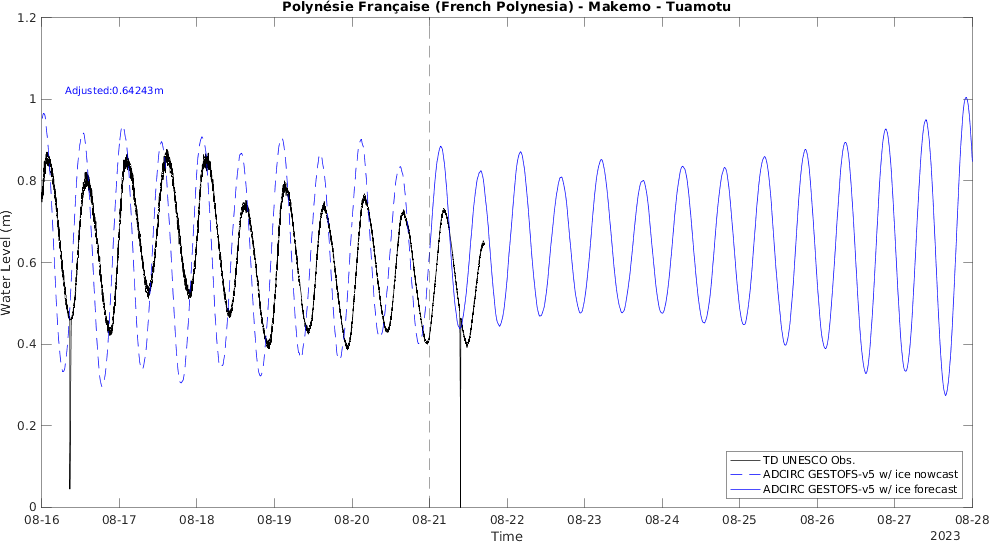 Polynésie Française (French Polynesia) - Makemo - Tuamotu
1.2
Adjusted:0.64243m
1
0.8
0.6
0.4
0.2
0
Water Level (m)
TD UNESCO Obs.
ADCIRC GESTOFS-v5 w/ ice nowcast
ADCIRC GESTOFS-v5 w/ ice forecast
08-16 08-17 08-18 08-19 08-20 08-21 08-22 08-23 08-24 08-25 08-26 08-27 08-28
Time
2023